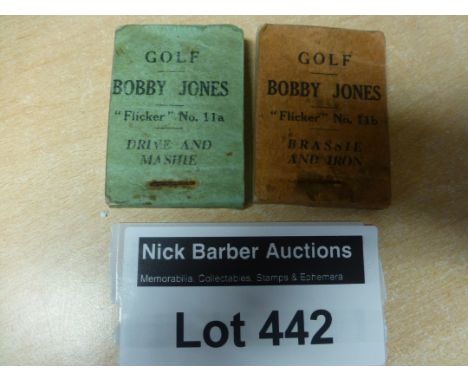 GOLF
BOBBY JONES
"Flicker" No. 11a
DRIVE AND
MASHIE
GOLF
BOBBY JONES
"Flicker" No. 11b
BRASSIE
AND IRON
Nick Barber Auctions
Memorabilia, Collectables, Stamps & Ephemera
Lot 442